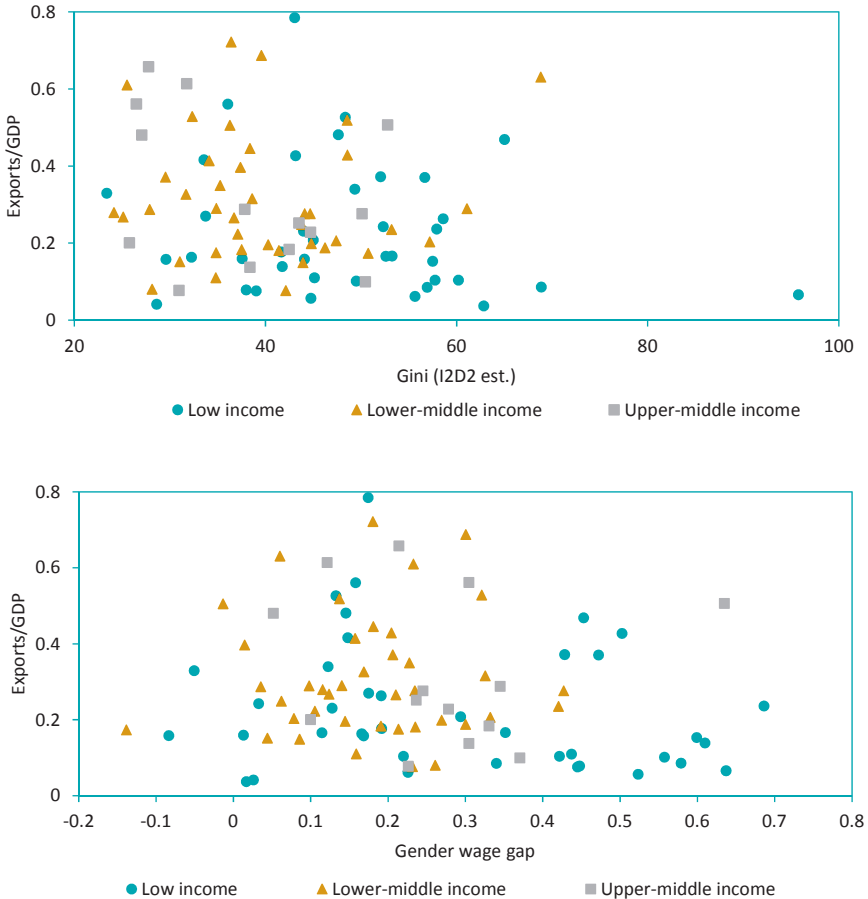 0.8
0.6
0.4
0.2
0
Exports/GDP
20 40 60 80 100
Gini (I2D2 est.)
Low income Lower-middle income Upper-middle income
0.8
0.6
0.4
0.2
0
Exports/GDP
-0.2 -0.1 0 0.1 0.2 0.3 0.4 0.5 0.6 0.7 0.8
Gender wage gap
Low income Lower-middle income Upper-middle income